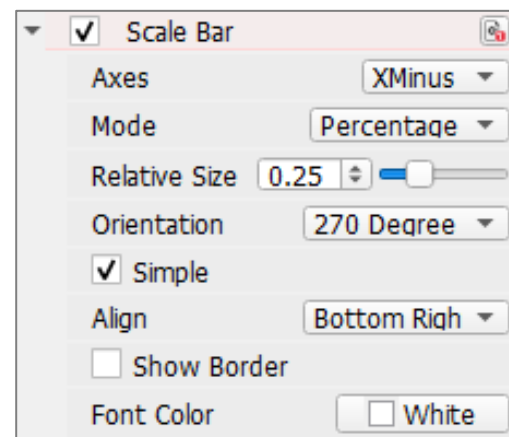 Scale Bar
Axes XMinus
Mode Percentage
Relative Size 0.25
Orientation 270 Degree
Simple
Align Bottom Righ
Show Border
Font Color White